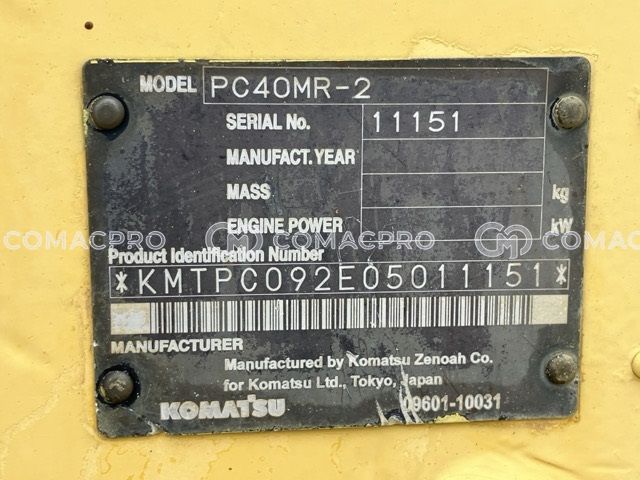 MODEL PC40MR-2
SERIAL No. 11151
MANUFACT. YEAR
MASS kg
ENGINE POWER kW
COMACPRO COMACPRO COMACPRO
Product Identification Number
*KMTPC092E05011151*
MANUFACTURER
Manufactured by Komatsu Zenoah Co.
for Komatsu Ltd., Tokyo, Japan
KOMATSU 09601-10031